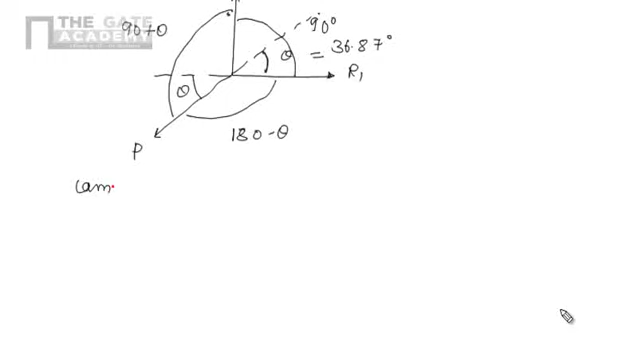 THE GATE
ACADEMY
90+θ
90°
θ = 36.87°
R₁
θ
180-θ
P
Lam